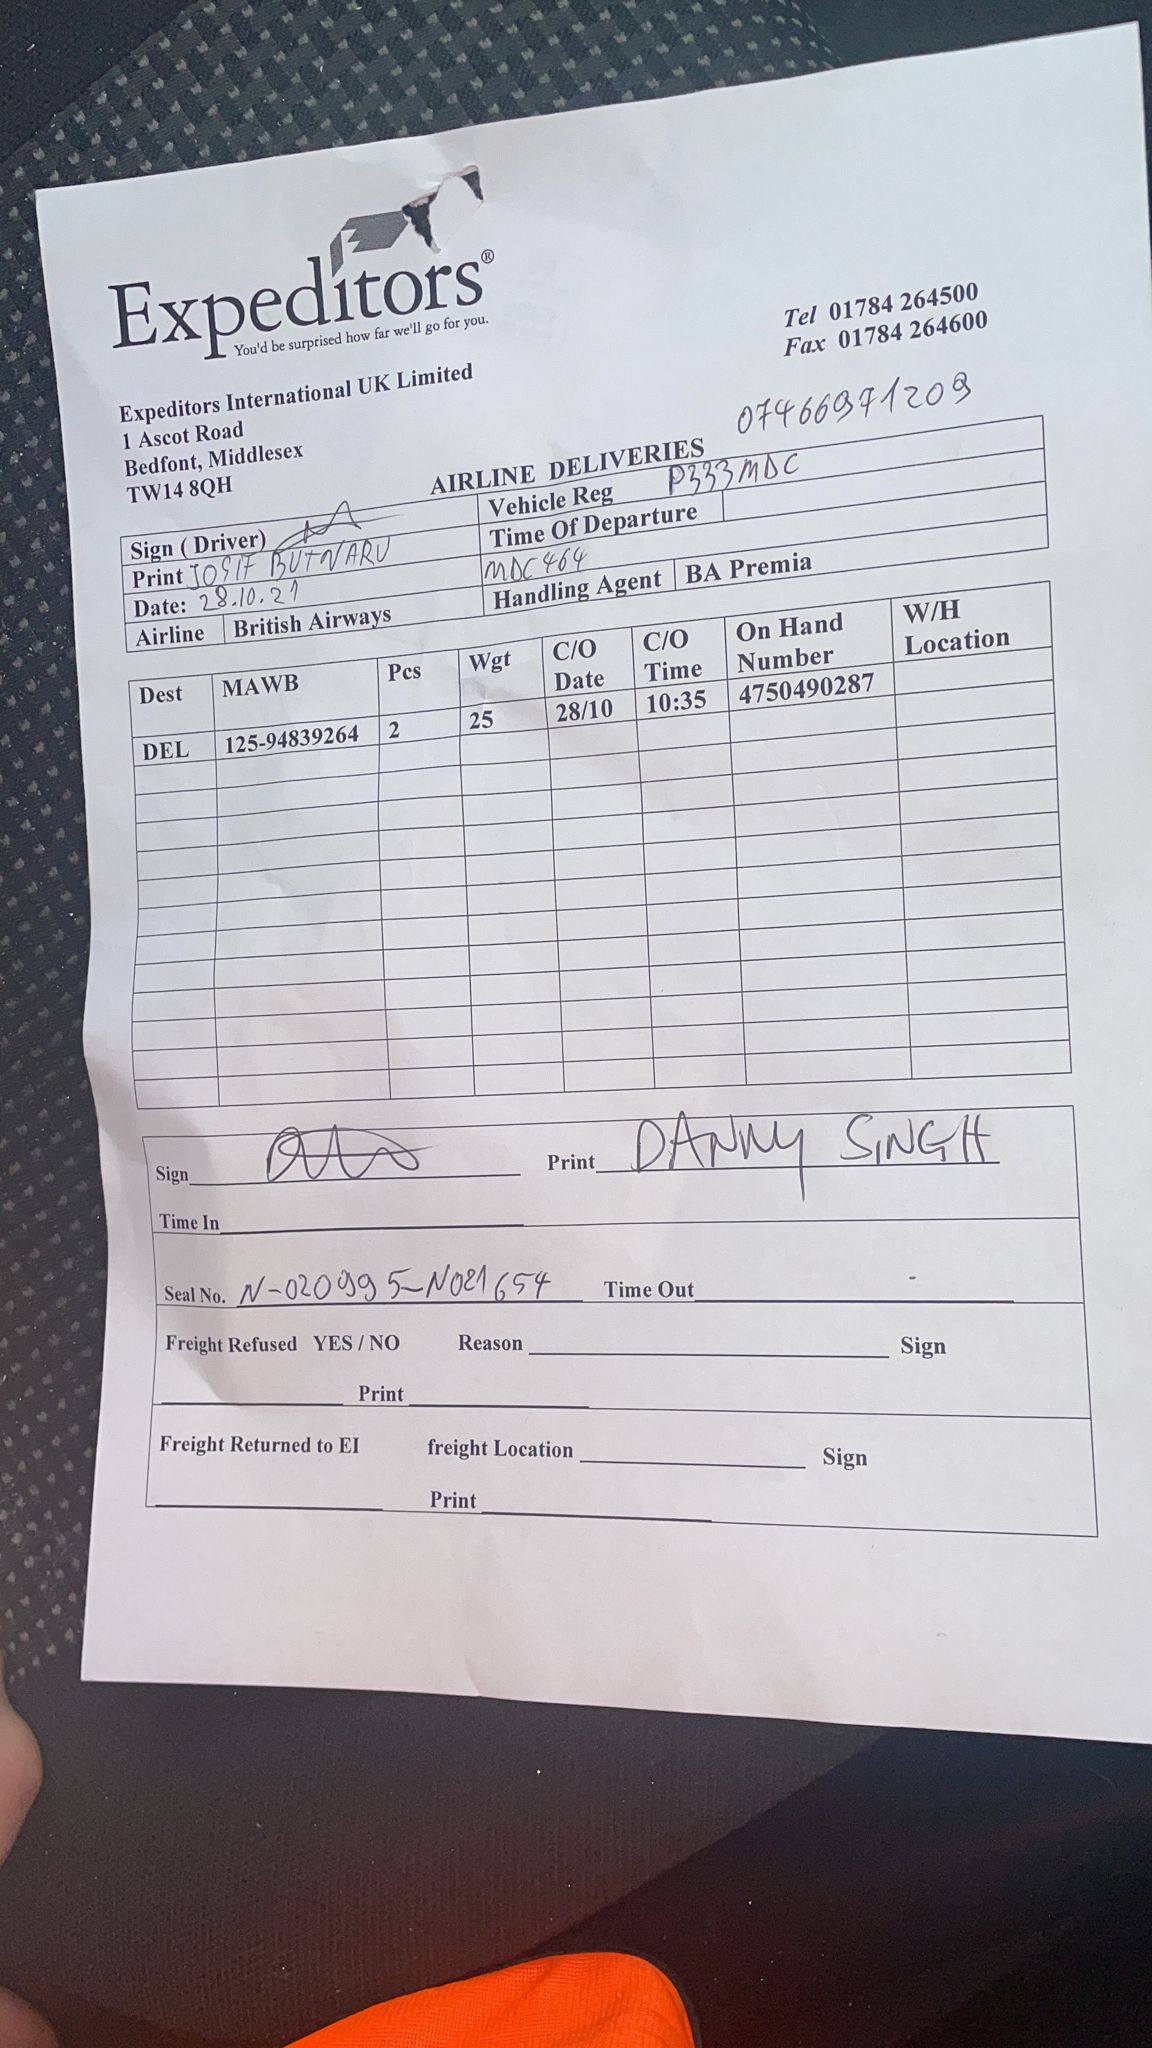 Expeditors®
You'd be surprised how far we'll go for you.
Tel 01784 264500
Fax 01784 264600
Expeditors International UK Limited
1 Ascot Road
Bedfont, Middlesex
TW14 8QH
07466971209
AIRLINE DELIVERIES
Sign ( Driver) Vehicle Reg P333MDC
Print BUTNARU Time Of Departure
Date: 28.10.21 MDC464
Airline British Airways Handling Agent BA Premia
Dest MAWB Pcs Wgt C/O Date C/O Time On Hand Number W/H Location
DEL 125-94839264 2 25 28/10 10:35 4750490287
Sign Print DANNY SINGH
Time In
Seal No. N-020995-N021654 Time Out
Freight Refused YES / NO Reason Sign
Print
Freight Returned to EI freight Location Sign
Print